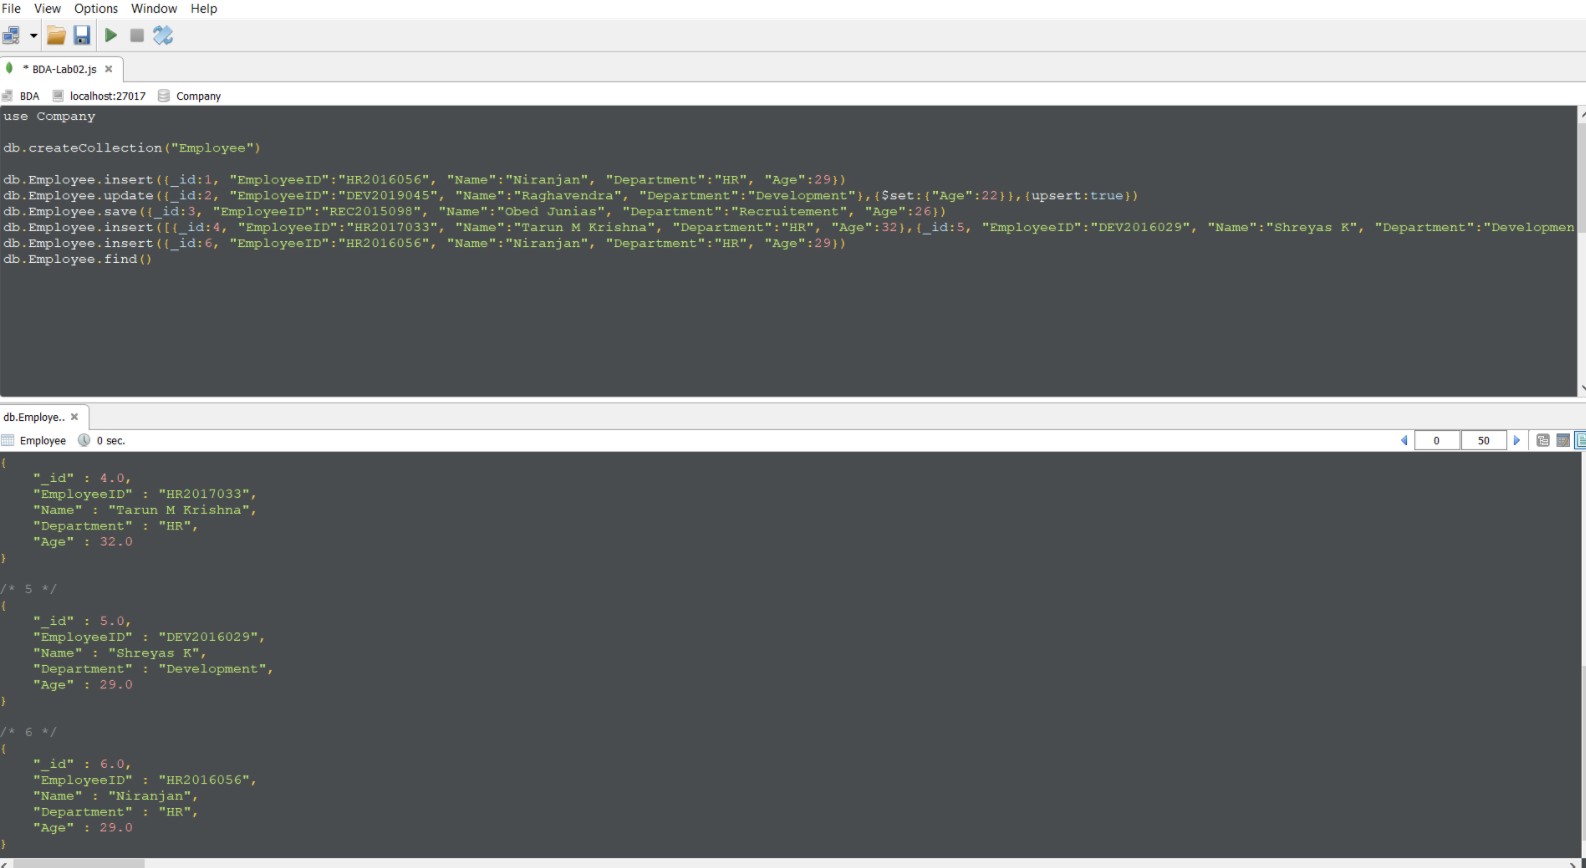 File View Options Window Help
* BDA-Lab02.js
BDA localhost:27017 Company
use Company
db.createCollection("Employee")
db.Employee.insert({_id:1, "EmployeeID":"HR2016056", "Name":"Niranjan", "Department":"HR", "Age":29})
db.Employee.update({_id:2, "EmployeeID":"DEV2019045", "Name":"Raghavendra", "Department":"Development"},{$set:{"Age":22}},{upsert:true})
db.Employee.save({_id:3, "EmployeeID":"REC2015098", "Name":"Obed Junias", "Department":"Recruitement", "Age":26})
db.Employee.insert([{_id:4, "EmployeeID":"HR2017033", "Name":"Tarun M Krishna", "Department":"HR", "Age":32},{_id:5, "EmployeeID":"DEV2016029", "Name":"Shreyas K", "Department":"Developmen
db.Employee.insert({_id:6, "EmployeeID":"HR2016056", "Name":"Niranjan", "Department":"HR", "Age":29})
db.Employee.find()
db.Employe..
Employee 0 sec. 0 50
{
"_id" : 4.0,
"EmployeeID" : "HR2017033",
"Name" : "Tarun M Krishna",
"Department" : "HR",
"Age" : 32.0
}
/* 5 */
{
"_id" : 5.0,
"EmployeeID" : "DEV2016029",
"Name" : "Shreyas K",
"Department" : "Development",
"Age" : 29.0
}
/* 6 */
{
"_id" : 6.0,
"EmployeeID" : "HR2016056",
"Name" : "Niranjan",
"Department" : "HR",
"Age" : 29.0
}